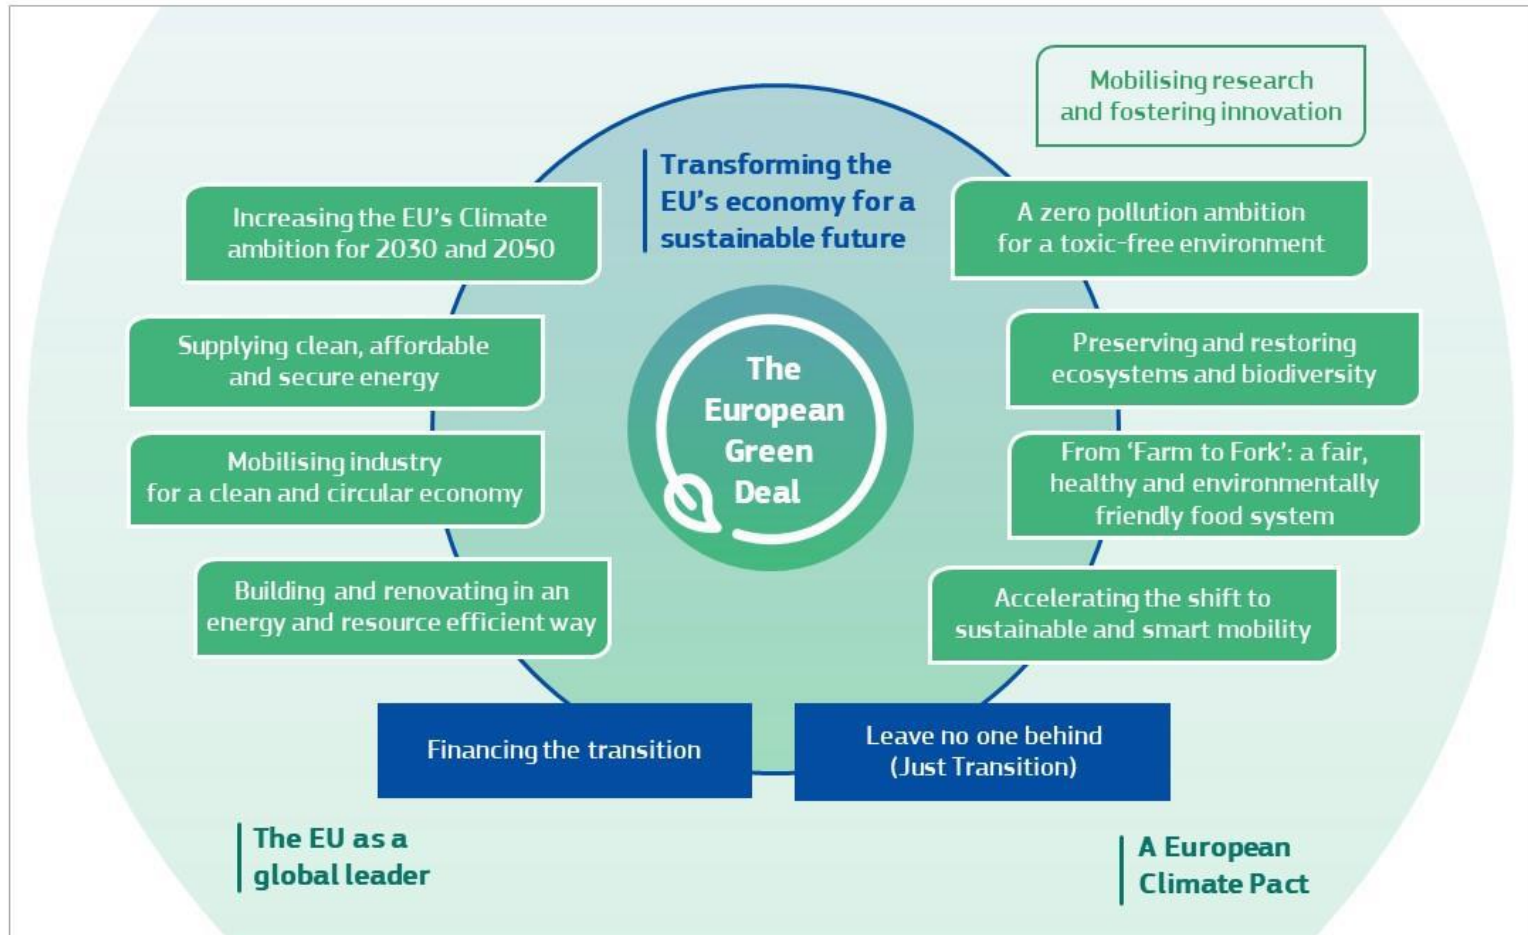 Mobilising research
and fostering innovation
Transforming the
EU's economy for a
sustainable future
Increasing the EU's Climate
ambition for 2030 and 2050
Supplying clean, affordable
and secure energy
Mobilising industry
for a clean and circular economy
Building and renovating in an
energy and resource efficient way
The
European
Green
Deal
A zero pollution ambition
for a toxic-free environment
Preserving and restoring
ecosystems and biodiversity
From ‘Farm to Fork’: a fair,
healthy and environmentally
friendly food system
Accelerating the shift to
sustainable and smart mobility
Financing the transition
Leave no one behind
(Just Transition)
The EU as a
global leader
A European
Climate Pact